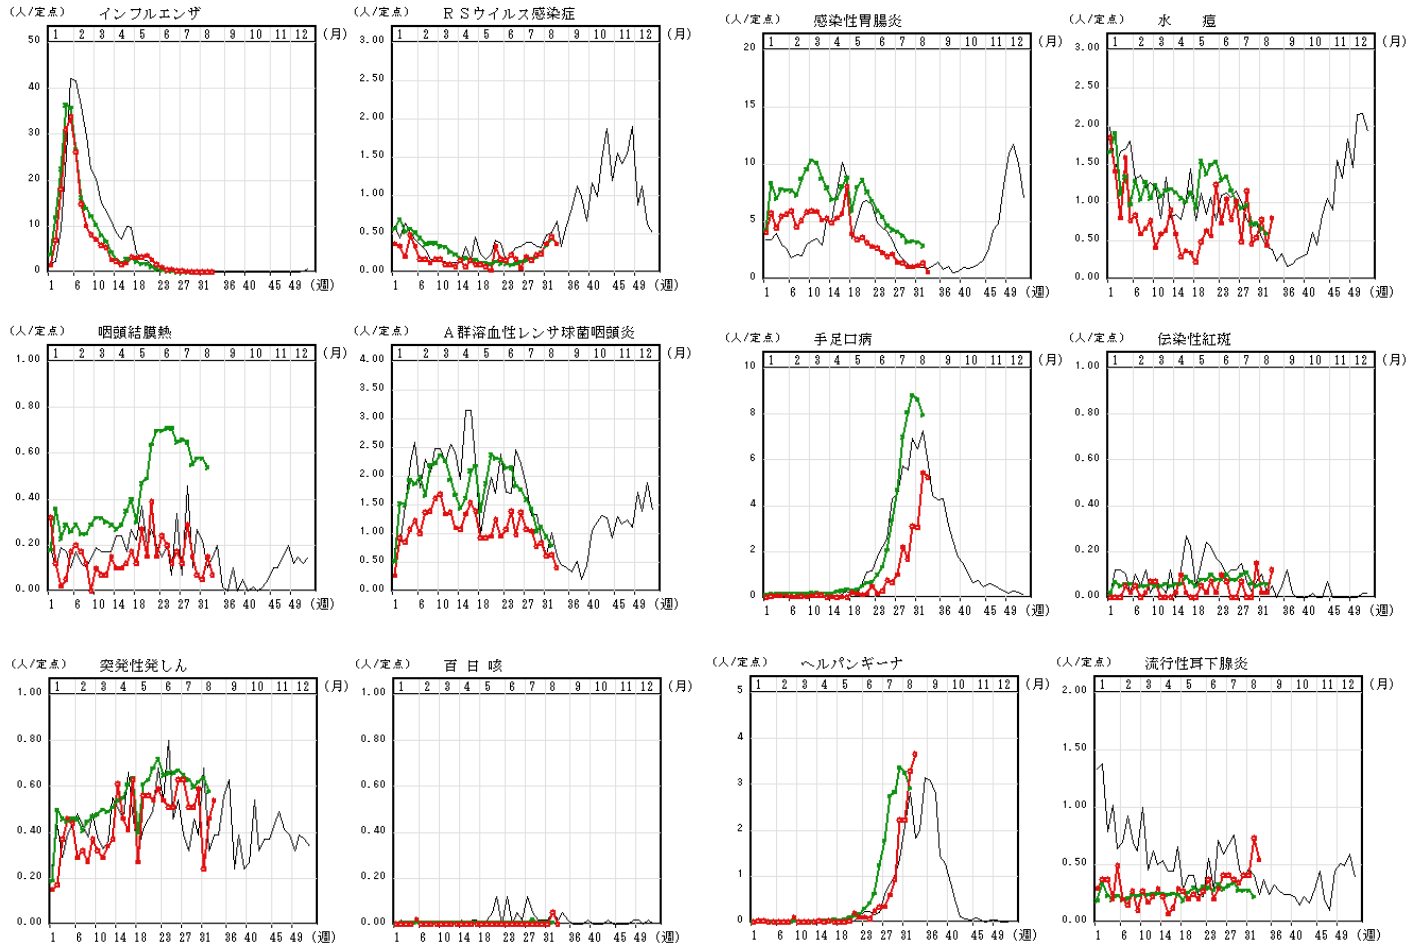 (人/定点) インフルエンザ
1 2 3 4 5 6 7 8 9 10 11 12 (月)
50
40
30
20
10
0
1 6 10 14 18 23 27 31 36 40 45 49 (週)
(人/定点) ＲＳウイルス感染症
1 2 3 4 5 6 7 8 9 10 11 12 (月)
3.00
2.50
2.00
1.50
1.00
0.50
0.00
1 6 10 14 18 23 27 31 36 40 45 49 (週)
(人/定点) 感染性胃腸炎
1 2 3 4 5 6 7 8 9 10 11 12 (月)
20
15
10
5
0
1 6 10 14 18 23 27 31 36 40 45 49 (週)
(人/定点) 水　痘
1 2 3 4 5 6 7 8 9 10 11 12 (月)
3.00
2.50
2.00
1.50
1.00
0.50
0.00
1 6 10 14 18 23 27 31 36 40 45 49 (週)
(人/定点) 咽頭結膜熱
1 2 3 4 5 6 7 8 9 10 11 12 (月)
1.00
0.80
0.60
0.40
0.20
0.00
1 6 10 14 18 23 27 31 36 40 45 49 (週)
(人/定点) Ａ群溶血性レンサ球菌咽頭炎
1 2 3 4 5 6 7 8 9 10 11 12 (月)
4.00
3.50
3.00
2.50
2.00
1.50
1.00
0.50
0.00
1 6 10 14 18 23 27 31 36 40 45 49 (週)
(人/定点) 手足口病
1 2 3 4 5 6 7 8 9 10 11 12 (月)
10
8
6
4
2
0
1 6 10 14 18 23 27 31 36 40 45 49 (週)
(人/定点) 伝染性紅斑
1 2 3 4 5 6 7 8 9 10 11 12 (月)
1.00
0.80
0.60
0.40
0.20
0.00
1 6 10 14 18 23 27 31 36 40 45 49 (週)
(人/定点) 突発性発しん
1 2 3 4 5 6 7 8 9 10 11 12 (月)
1.00
0.80
0.60
0.40
0.20
0.00
1 6 10 14 18 23 27 31 36 40 45 49 (週)
(人/定点) 百 日 咳
1 2 3 4 5 6 7 8 9 10 11 12 (月)
1.00
0.80
0.60
0.40
0.20
0.00
1 6 10 14 18 23 27 31 36 40 45 49 (週)
(人/定点) ヘルパンギーナ
1 2 3 4 5 6 7 8 9 10 11 12 (月)
5
4
3
2
1
0
1 6 10 14 18 23 27 31 36 40 45 49 (週)
(人/定点) 流行性耳下腺炎
1 2 3 4 5 6 7 8 9 10 11 12 (月)
2.00
1.50
1.00
0.50
0.00
1 6 10 14 18 23 27 31 36 40 45 49 (週)